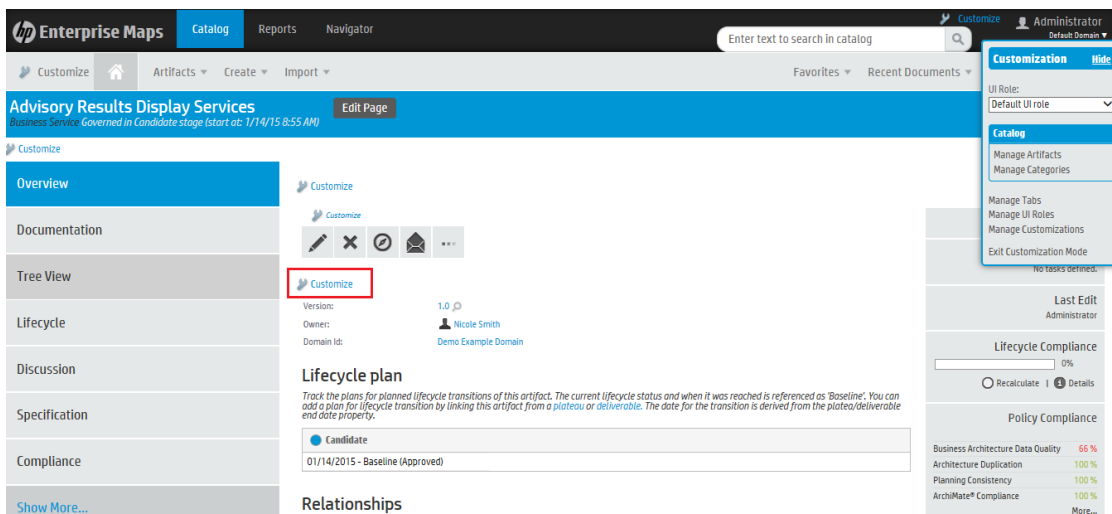 hp Enterprise Maps
Catalog
Reports
Navigator
Customize
Administrator
Default Domain ▼
Enter text to search in catalog
Customize
Artifacts
Create
Import
Favorites
Recent Documents
Customization Hide
UI Role:
Default UI role
Catalog
Manage Artifacts
Manage Categories
Manage Tabs
Manage UI Roles
Manage Customizations
Exit Customization Mode
Advisory Results Display Services
Edit Page
Business Service Governed in Candidate stage (start at: 1/14/15 8:55 AM)
Customize
Overview
Documentation
Tree View
Lifecycle
Discussion
Specification
Compliance
Show More...
Customize
Customize
Customize
Version: 1.0
Owner: Nicole Smith
Domain Id: Demo Example Domain
Lifecycle plan
Track the plans for planned lifecycle transitions of this artifact. The current lifecycle status and when it was reached is referenced as 'Baseline'. You can
add a plan for lifecycle transition by linking this artifact from a plateau or deliverable. The date for the transition is derived from the platea/deliverable
end date property.
Candidate
01/14/2015 - Baseline (Approved)
Relationships
No tasks defined.
Last Edit
Administrator
Lifecycle Compliance
0%
Recalculate | Details
Policy Compliance
Business Architecture Data Quality 66 %
Architecture Duplication 100 %
Planning Consistency 100 %
ArchiMate® Compliance 100 %
More...